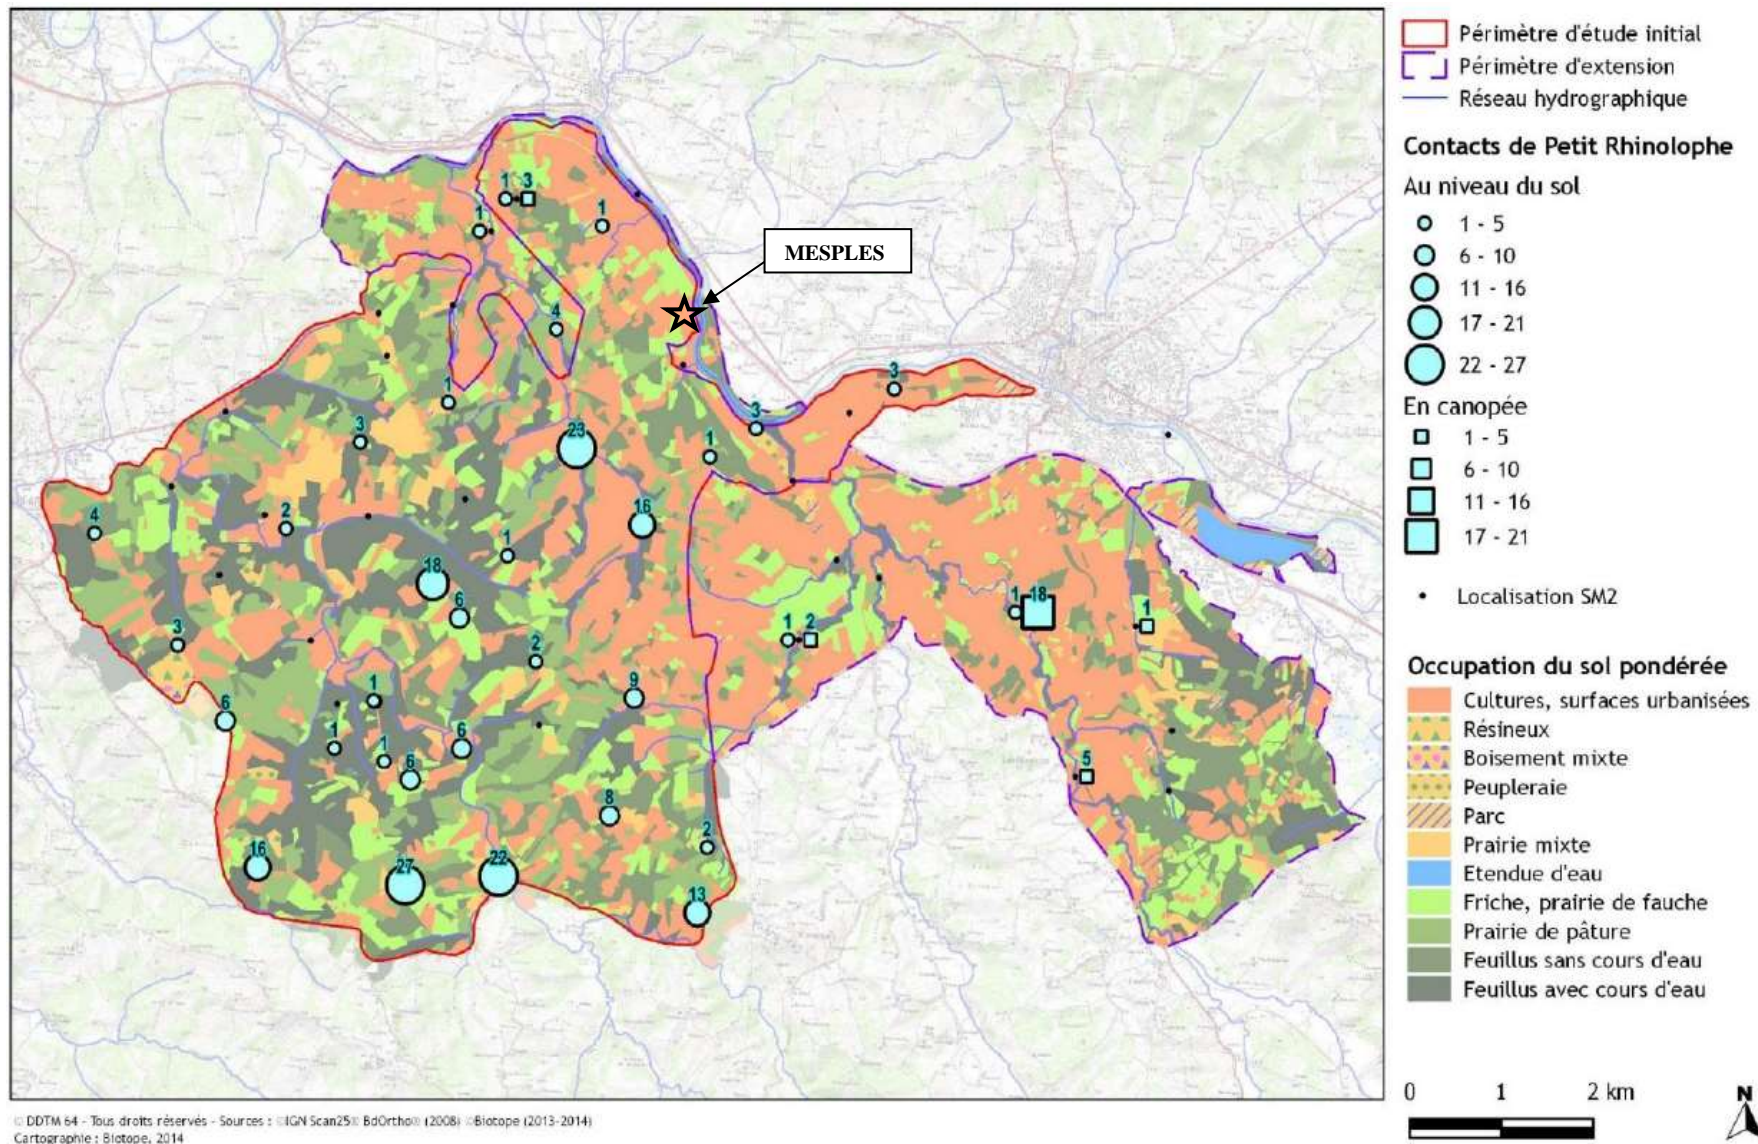 MESPLES
1
3
1
1
4
1
3
3
3
1
23
16
4
2
1
18
6
3
2
1
18
1
1
2
9
1
6
1
1
6
6
5
8
2
16
27
22
13
Périmètre d'étude initial
Périmètre d'extension
Réseau hydrographique
Contacts de Petit Rhinolophe
Au niveau du sol
1 - 5
6 - 10
11 - 16
17 - 21
22 - 27
En canopée
1 - 5
6 - 10
11 - 16
17 - 21
Localisation SM2
Occupation du sol pondérée
Cultures, surfaces urbanisées
Résineux
Boisement mixte
Peupleraie
Parc
Prairie mixte
Etendue d'eau
Friche, prairie de fauche
Prairie de pâture
Feuillus sans cours d'eau
Feuillus avec cours d'eau
0 1 2 km
N
© DDTM 64 - Tous droits réservés - Sources : ©IGN Scan25® BdOrtho® (2008) ©Biotope (2013-2014)
Cartographie : Biotope, 2014